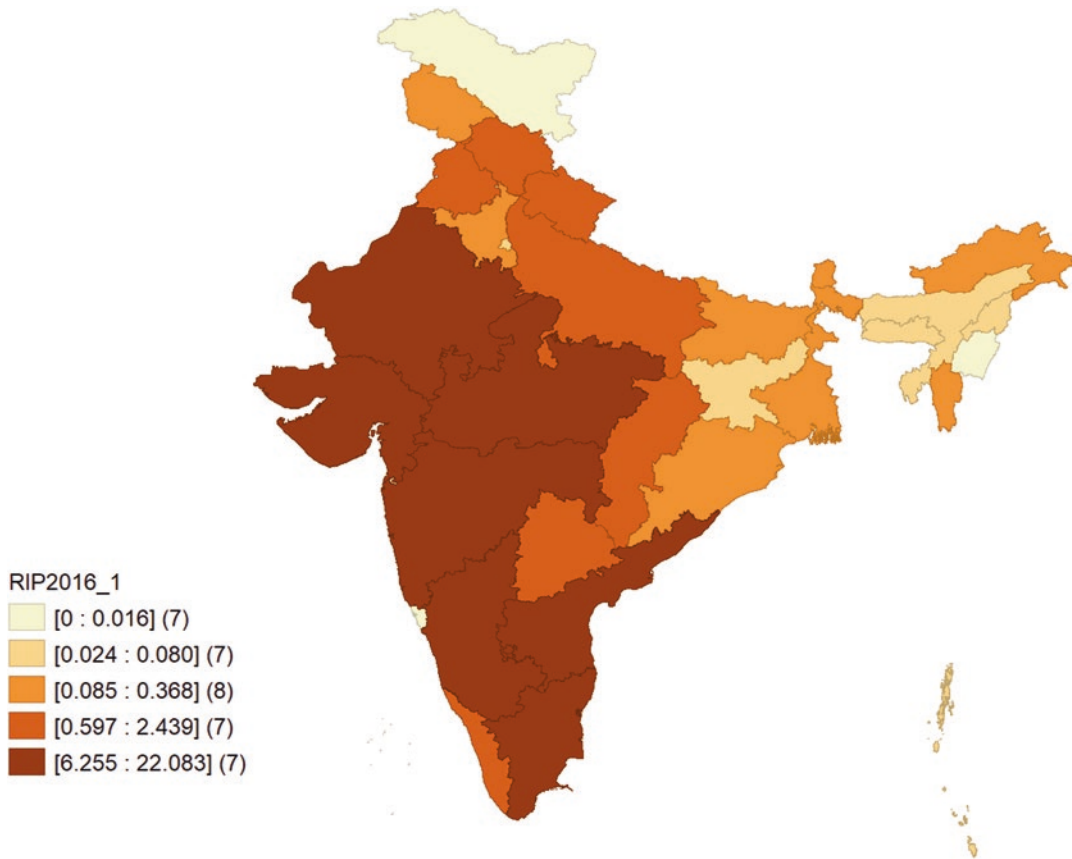 RIP2016_1
[0 : 0.016] (7)
[0.024 : 0.080] (7)
[0.085 : 0.368] (8)
[0.597 : 2.439] (7)
[6.255 : 22.083] (7)